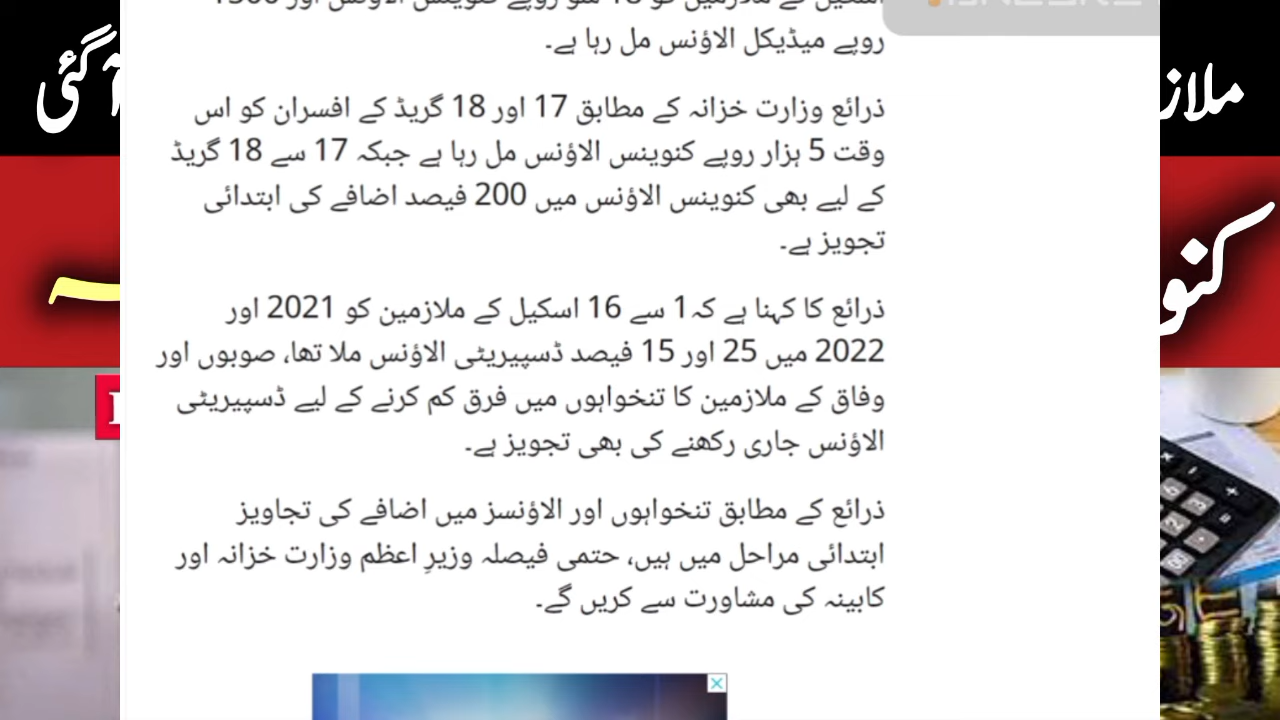 روپے میڈیکل الاؤنس مل رہا ہے۔
ذرائع وزارت خزانہ کے مطابق 17 اور 18 گریڈ کے افسران کو اس
وقت 5 ہزار روپے کنوینس الاؤنس مل رہا ہے جبکہ 17 سے 18 گریڈ
کے لیے بھی کنوینس الاؤنس میں 200 فیصد اضافے کی ابتدائی
تجویز ہے۔
ذرائع کا کہنا ہے کہ1 سے 16 اسکیل کے ملازمین کو 2021 اور
2022 میں 25 اور 15 فیصد ڈسپیریٹی الاؤنس ملا تھا، صوبوں اور
وفاق کے ملازمین کا تنخواہوں میں فرق کم کرنے کے لیے ڈسپیریٹی
الاؤنس جاری رکھنے کی بھی تجویز ہے۔
ذرائع کے مطابق تنخواہوں اور الاؤنسز میں اضافے کی تجاویز
ابتدائی مراحل میں ہیں، حتمی فیصلہ وزیرِ اعظم وزارت خزانہ اور
کابینہ کی مشاورت سے کریں گے۔